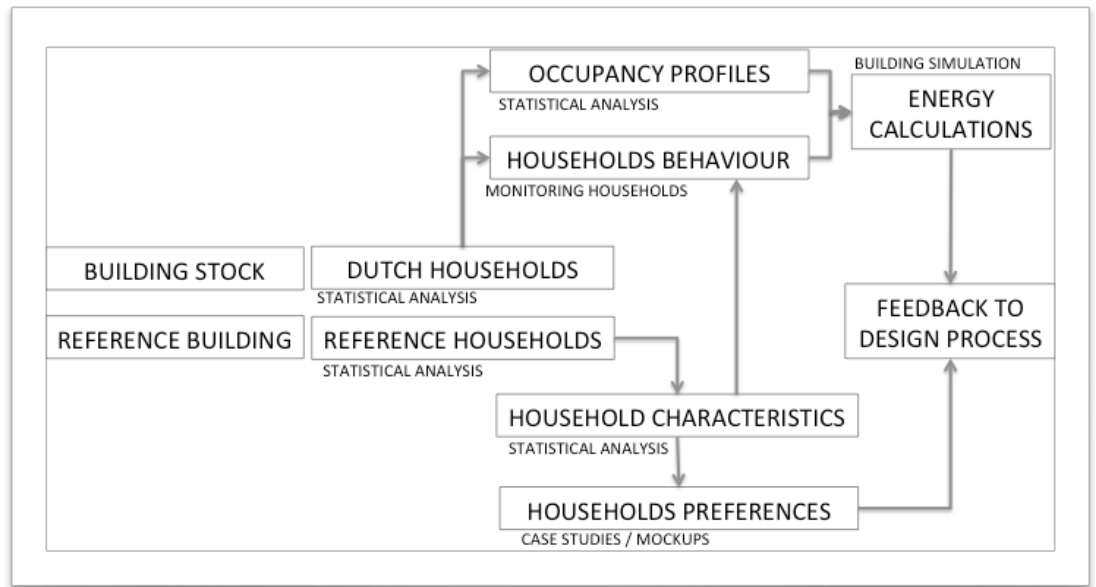 OCCUPANCY PROFILES
STATISTICAL ANALYSIS
BUILDING SIMULATION
ENERGY
CALCULATIONS
HOUSEHOLDS BEHAVIOUR
MONITORING HOUSEHOLDS
BUILDING STOCK
DUTCH HOUSEHOLDS
STATISTICAL ANALYSIS
FEEDBACK TO
DESIGN PROCESS
REFERENCE BUILDING
REFERENCE HOUSEHOLDS
STATISTICAL ANALYSIS
HOUSEHOLD CHARACTERISTICS
STATISTICAL ANALYSIS
HOUSEHOLDS PREFERENCES
CASE STUDIES / MOCKUPS